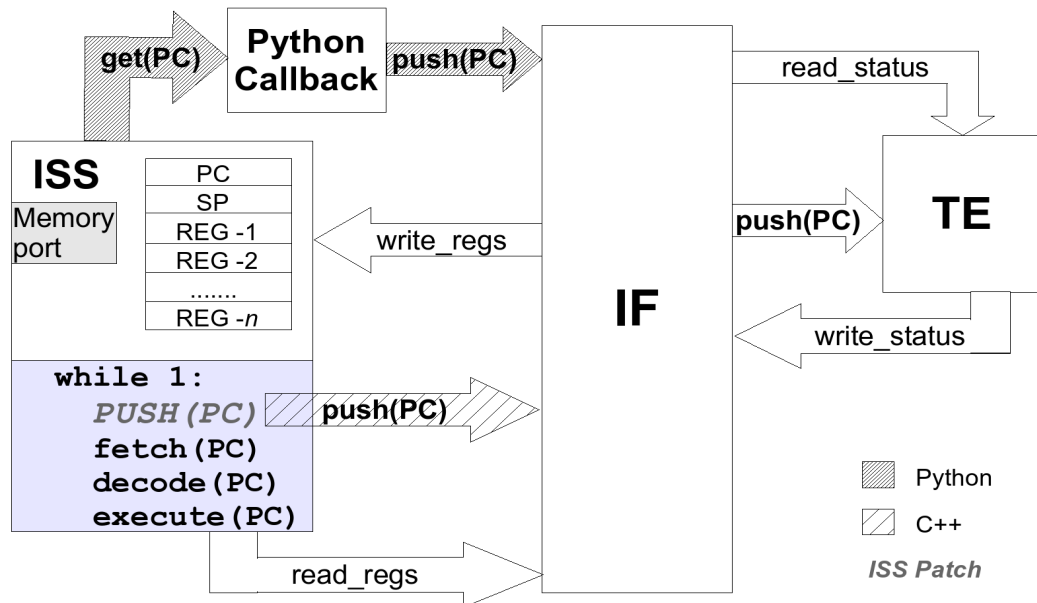 get(PC)
Python
Callback
push(PC)
read_status
ISS
Memory
port
PC
SP
REG -1
REG -2
.......
REG -n
write_regs
IF
push(PC)
TE
write_status
while 1:
PUSH(PC)
fetch(PC)
decode(PC)
execute(PC)
push(PC)
read_regs
Python
C++
ISS Patch